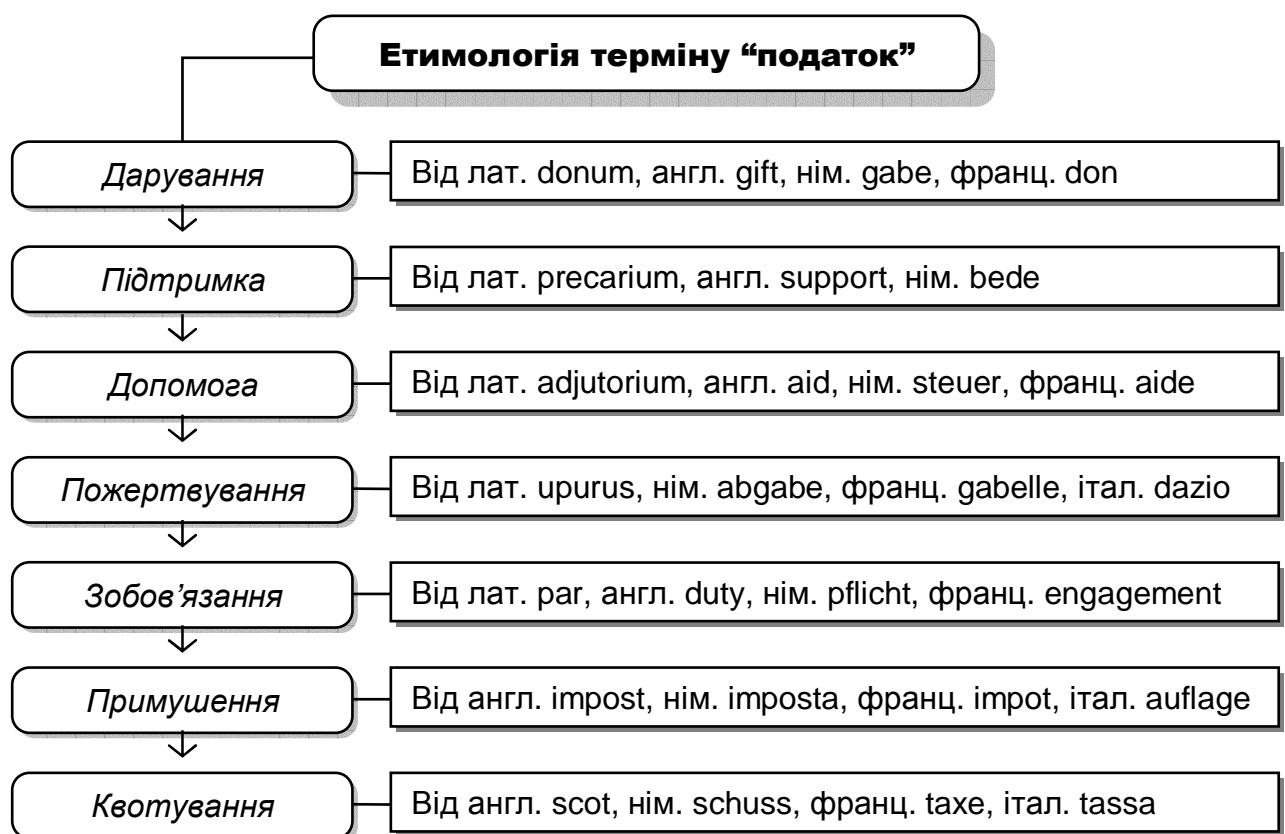 Етимологія терміну “податок”
Дарування
Від лат. donum, англ. gift, нім. gabe, франц. don
Підтримка
Від лат. precarium, англ. support, нім. bede
Допомога
Від лат. adjutorium, англ. aid, нім. steuer, франц. aide
Пожертвування
Від лат. upurus, нім. abgabe, франц. gabelle, італ. dazio
Зобов’язання
Від лат. par, англ. duty, нім. pflicht, франц. engagement
Примушення
Від англ. impost, нім. imposta, франц. impot, італ. auflage
Квотування
Від англ. scot, нім. schuss, франц. taxe, італ. tassa